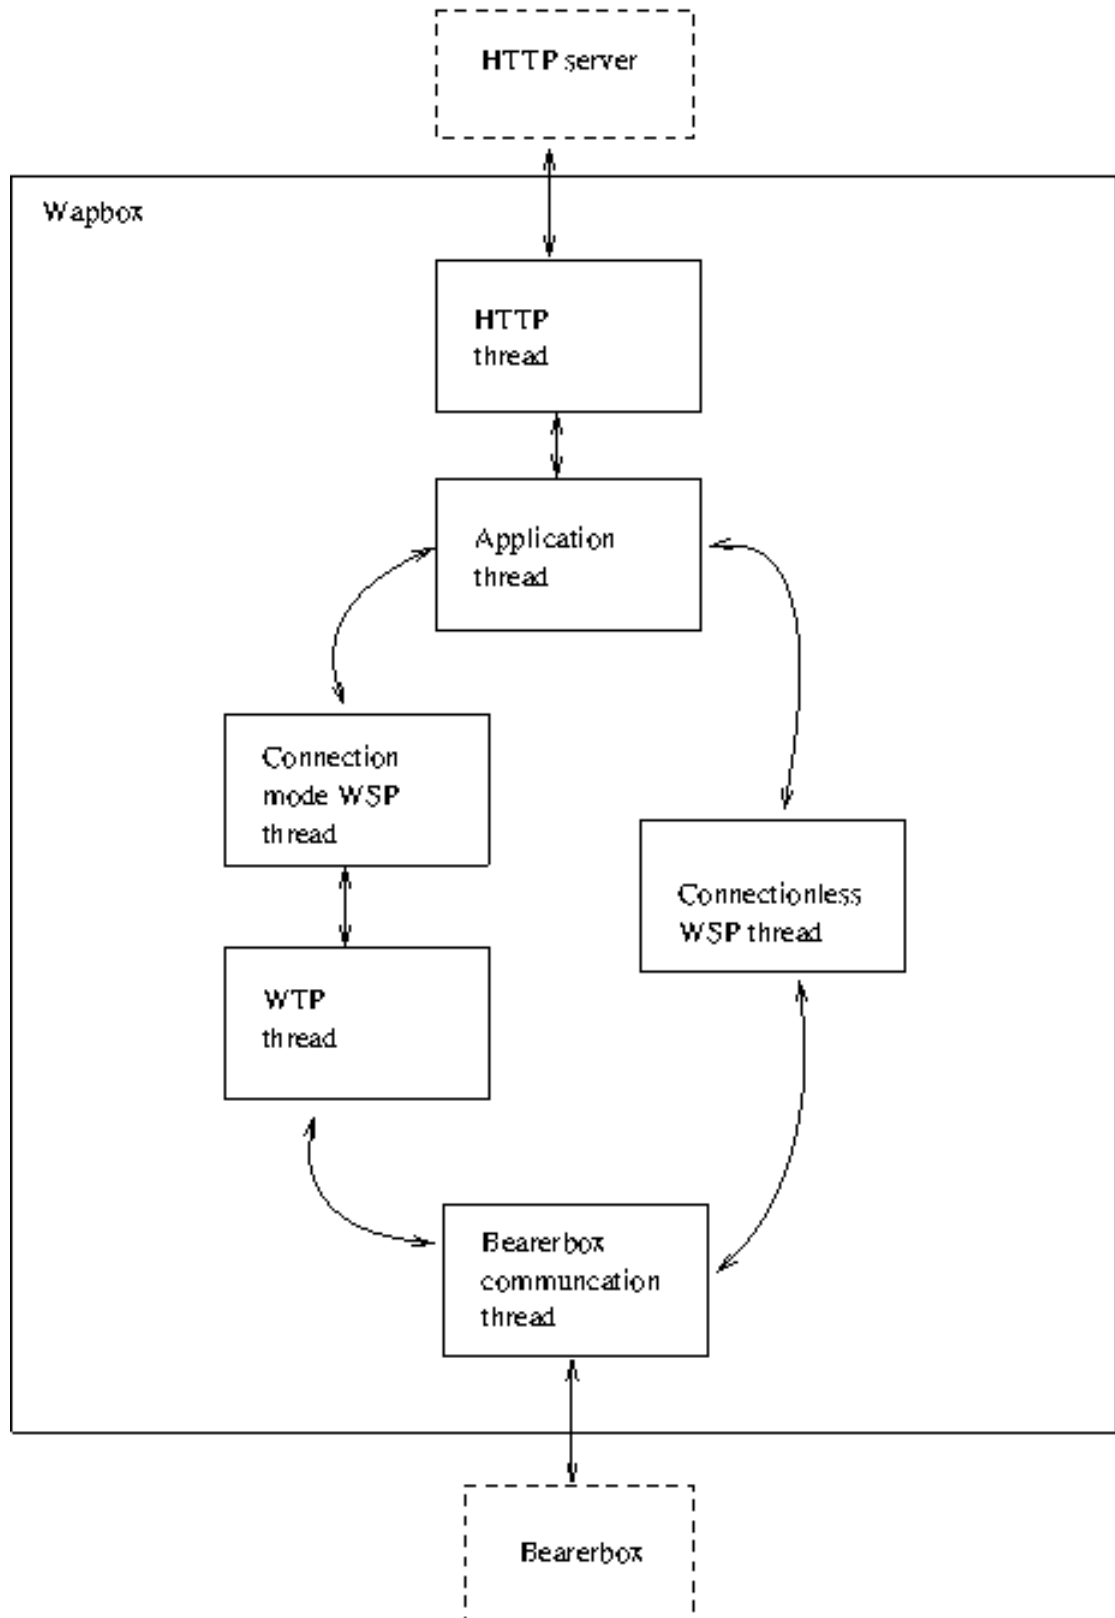 HTTP server
Wapbox
HTTP
thread
Application
thread
Connection
mode WSP
thread
Connectionless
WSP thread
WTP
thread
Bearerbox
communcation
thread
Bearerbox